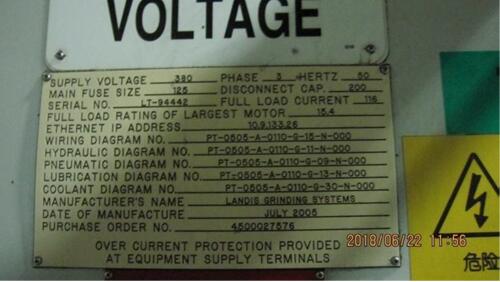 VOLTAGE
SUPPLY VOLTAGE 380 PHASE 3 HERTZ 50
MAIN FUSE SIZE 125 DISCONNECT CAP. 200
SERIAL NO. LT-94442 FULL LOAD CURRENT 116
FULL LOAD RATING OF LARGEST MOTOR 15.4
ETHERNET IP ADDRESS 10.9.133.26
WIRING DIAGRAM NO. PT-0505-A-0110-G-15-N-000
HYDRAULIC DIAGRAM NO. PT-0505-A-0110-G-11-N-000
PNEUMATIC DIAGRAM NO. PT-0505-A-0110-G-09-N-000
LUBRICATION DIAGRAM NO. PT-0505-A-0110-G-13-N-000
COOLANT DIAGRAM NO. PT-0505-A-0110-G-30-N-000
MANUFACTURER'S NAME LANDIS GRINDING SYSTEMS
DATE OF MANUFACTURE JULY 2005
PURCHASE ORDER NO. 4500027576
2018/06/22 11:56
OVER CURRENT PROTECTION PROVIDED
AT EQUIPMENT SUPPLY TERMINALS
危险